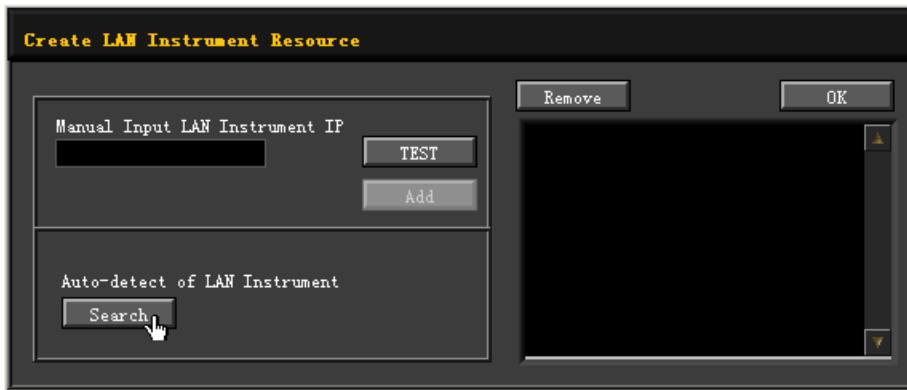 Create LAN Instrument Resource
Remove
OK
Manual Input LAN Instrument IP
TEST
Add
Auto-detect of LAN Instrument
Search